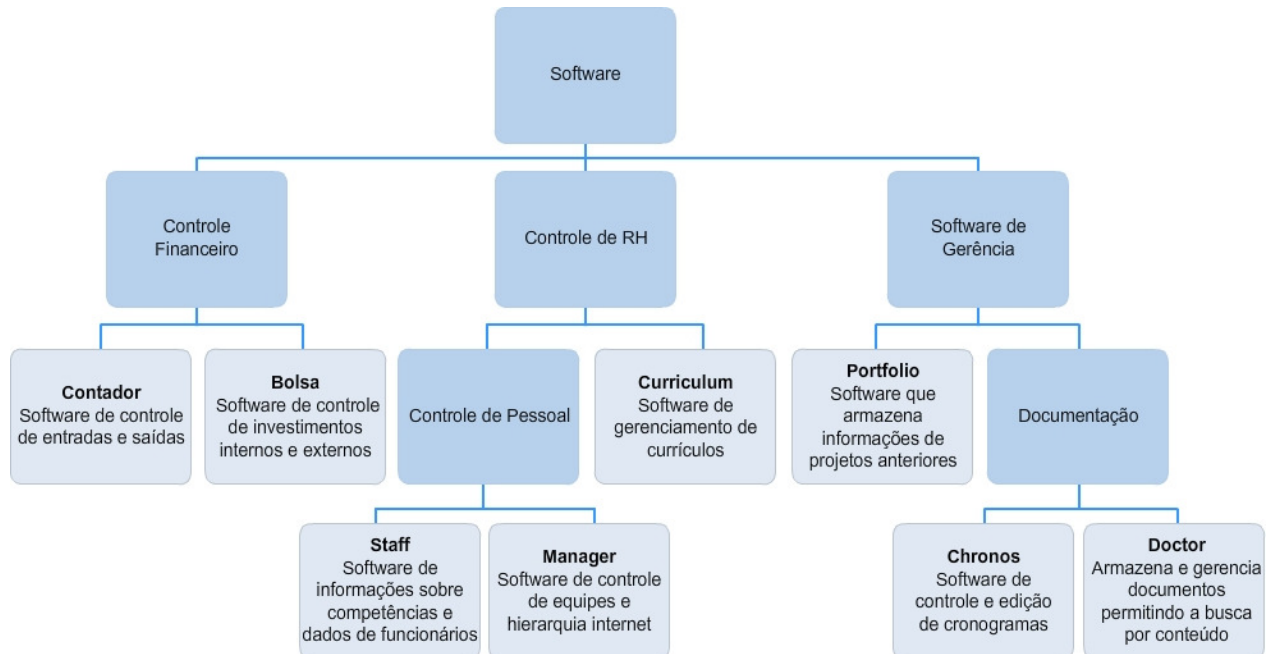 Software
Controle
Financeiro
Controle de RH
Software de
Gerência
Contador
Software de controle
de entradas e saídas
Bolsa
Software de controle
de investimentos
internos e externos
Controle de Pessoal
Curriculum
Software de
gerenciamento de
currículos
Portfolio
Software que
armazena
informações de
projetos anteriores
Documentação
Staff
Software de
informações sobre
competências e
dados de funcionários
Manager
Software de controle
de equipes e
hierarquia internet
Chronos
Software de
controle e edição
de cronogramas
Doctor
Armazena e gerencia
documentos
permitindo a busca
por conteúdo